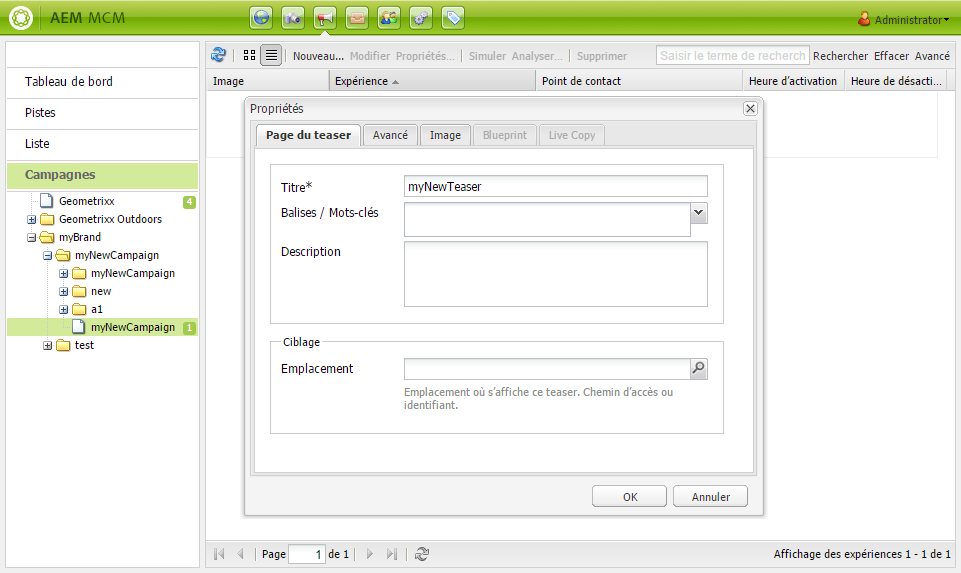 AEM MCM
Administrator
Nouveau... Modifier Propriétés... Simuler Analyser... Supprimer Saisir le terme de recherch Rechercher Effacer Avancé
Image Expérience Point de contact Heure d'activation Heure de désacti...
Tableau de bord
Pistes
Liste
Campagnes
Geometrixx 4
Geometrixx Outdoors
myBrand
myNewCampaign
myNewCampaign
new
a1
myNewCampaign 1
test
Propriétés
Page du teaser Avancé Image Blueprint Live Copy
Titre* myNewTeaser
Balises / Mots-clés
Description
Ciblage
Emplacement
Emplacement où s'affiche ce teaser. Chemin d'accès ou
identifiant.
OK Annuler
Page 1 de 1
Affichage des expériences 1 - 1 de 1